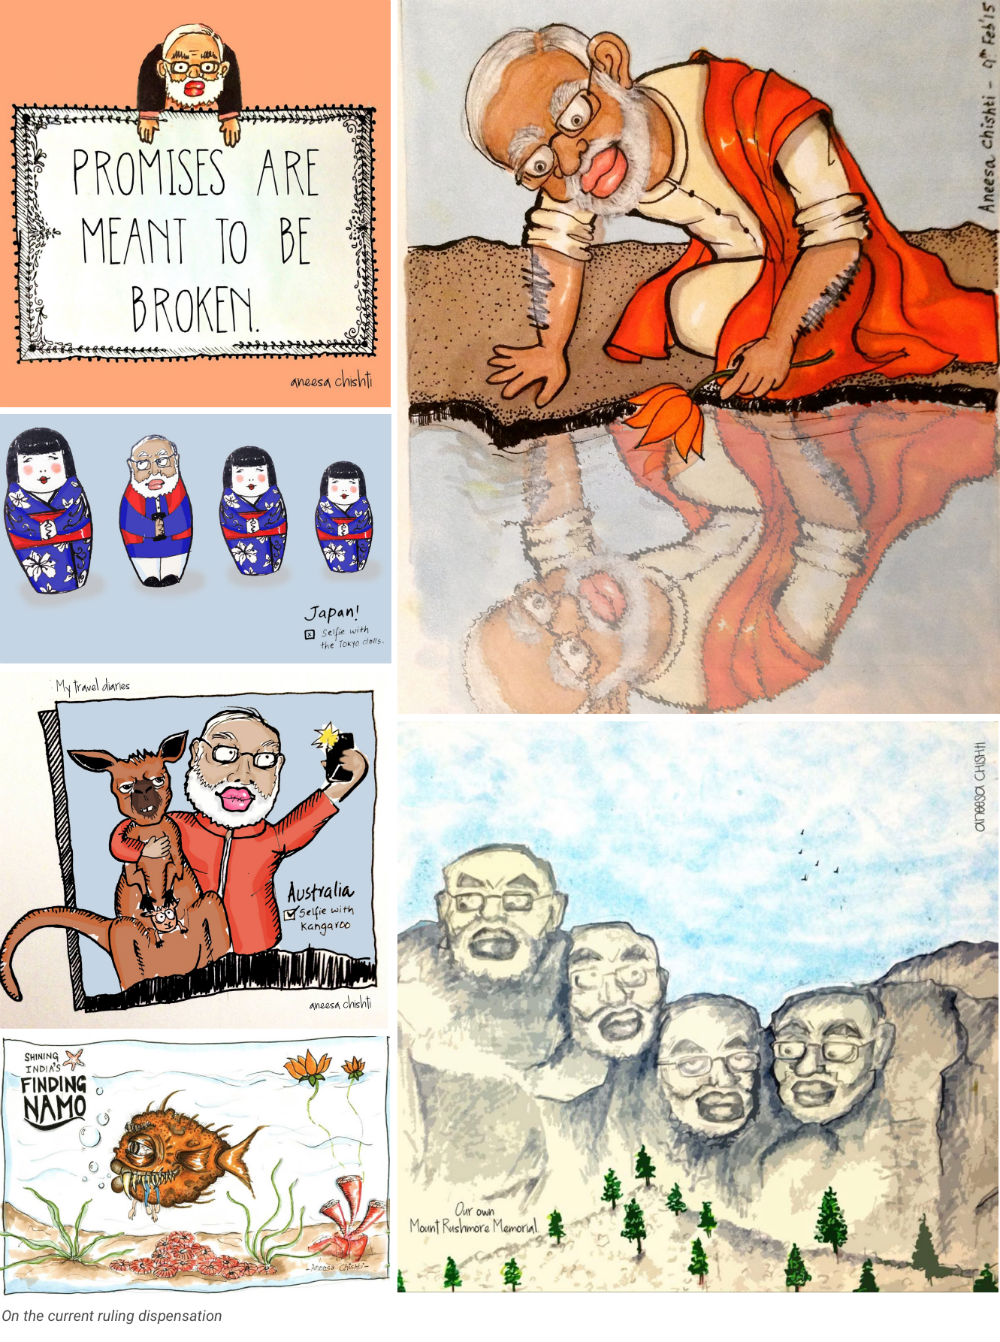 PROMISES ARE
MEANT TO BE
BROKEN.
aneesa chishti
Aneesa Chishti - 9th Feb'15
Japan!
x Selfie with
the Tokyo dolls.
My travel diaries
Australia
✓ Selfie with
Kangaroo
aneesa chishti
SHINING
INDIA'S
FINDING
NAMO
-Aneesa Chishti-
aneesa chishti
Our own
Mount Rushmore Memorial.
On the current ruling dispensation